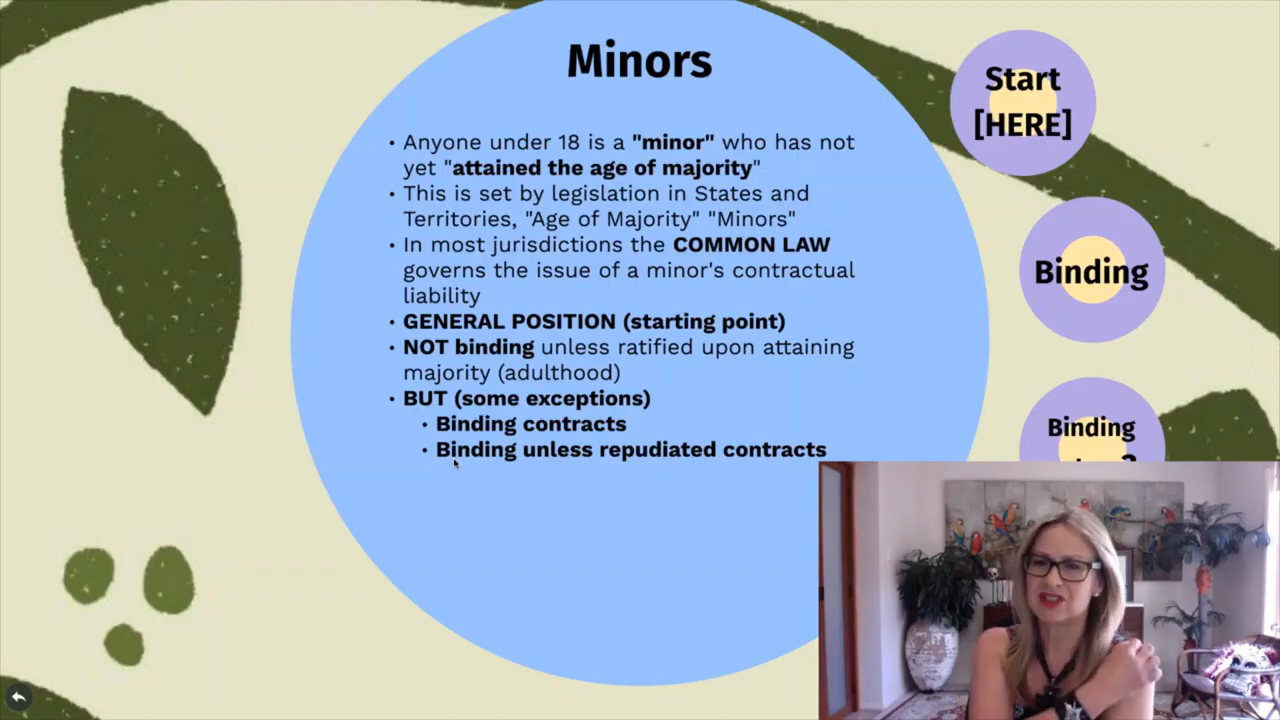 Minors
• Anyone under 18 is a "minor" who has not
yet "attained the age of majority"
• This is set by legislation in States and
Territories, "Age of Majority" "Minors"
• In most jurisdictions the COMMON LAW
governs the issue of a minor's contractual
liability
• GENERAL POSITION (starting point)
• NOT binding unless ratified upon attaining
majority (adulthood)
• BUT (some exceptions)
• Binding contracts
• Binding unless repudiated contracts
Start
[HERE]
Binding
Binding